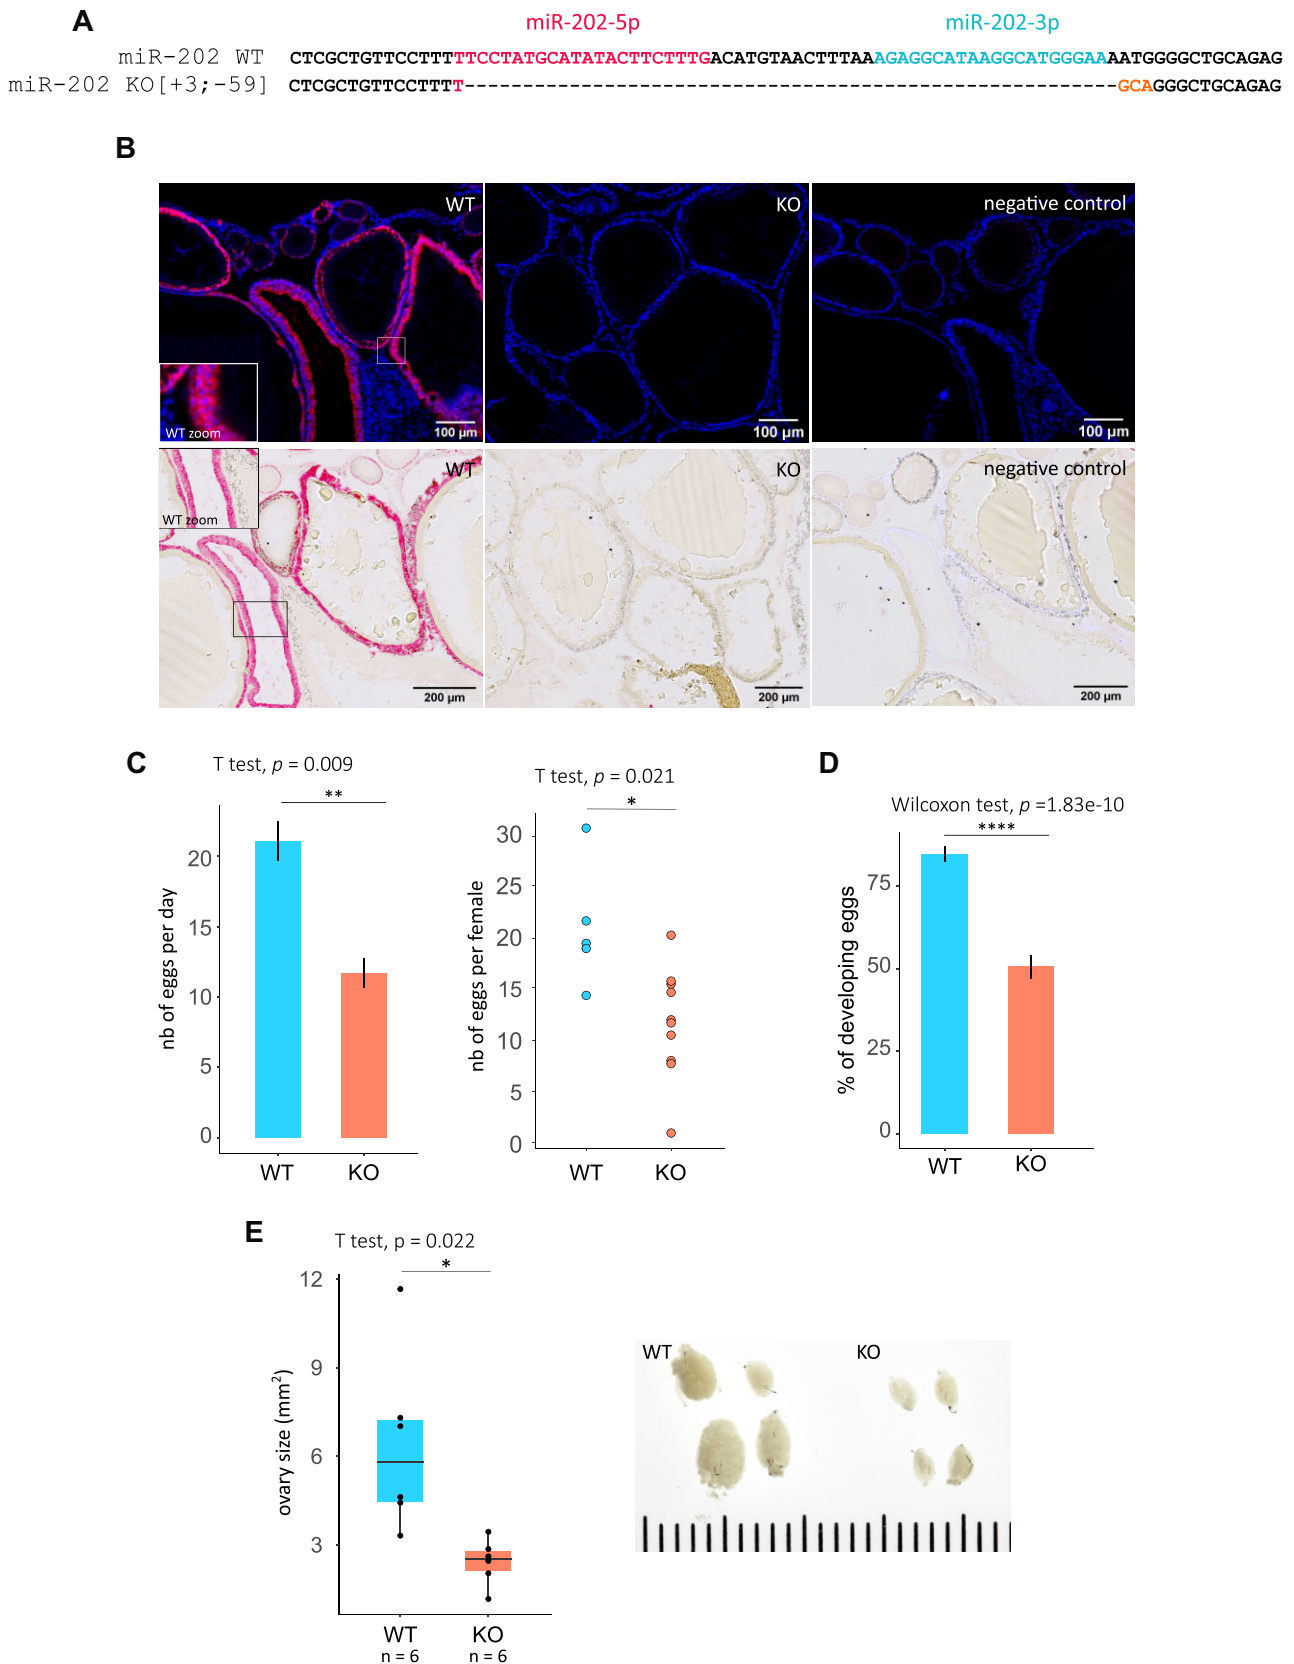 A
miR-202-5p miR-202-3p
miR-202 WT CTCGCTGTTCCTTTTTTCCTATGCATATACTTCTTTGACATGTAACTTTAAAGAGGCATAAGGCATGGGAAAATGGGGCTGCAGAG
miR-202 KO[+3;-59] CTCGCTGTTCCTTTTT--------------------------------------------------------GCAGGGCTGCAGAG
B
WT KO negative control
WT zoom
100 µm 100 µm 100 µm
WT KO negative control
WT zoom
200 µm 200 µm 200 µm
C
T test, p = 0.009
**
nb of eggs per day
20
15
10
5
0
WT KO
T test, p = 0.021
*
nb of eggs per female
30
25
20
15
10
5
0
WT KO
D
Wilcoxon test, p =1.83e-10
****
% of developing eggs
75
50
25
0
WT KO
E
T test, p = 0.022
*
ovary size (mm²)
12
9
6
3
WT KO
n = 6 n = 6
WT KO